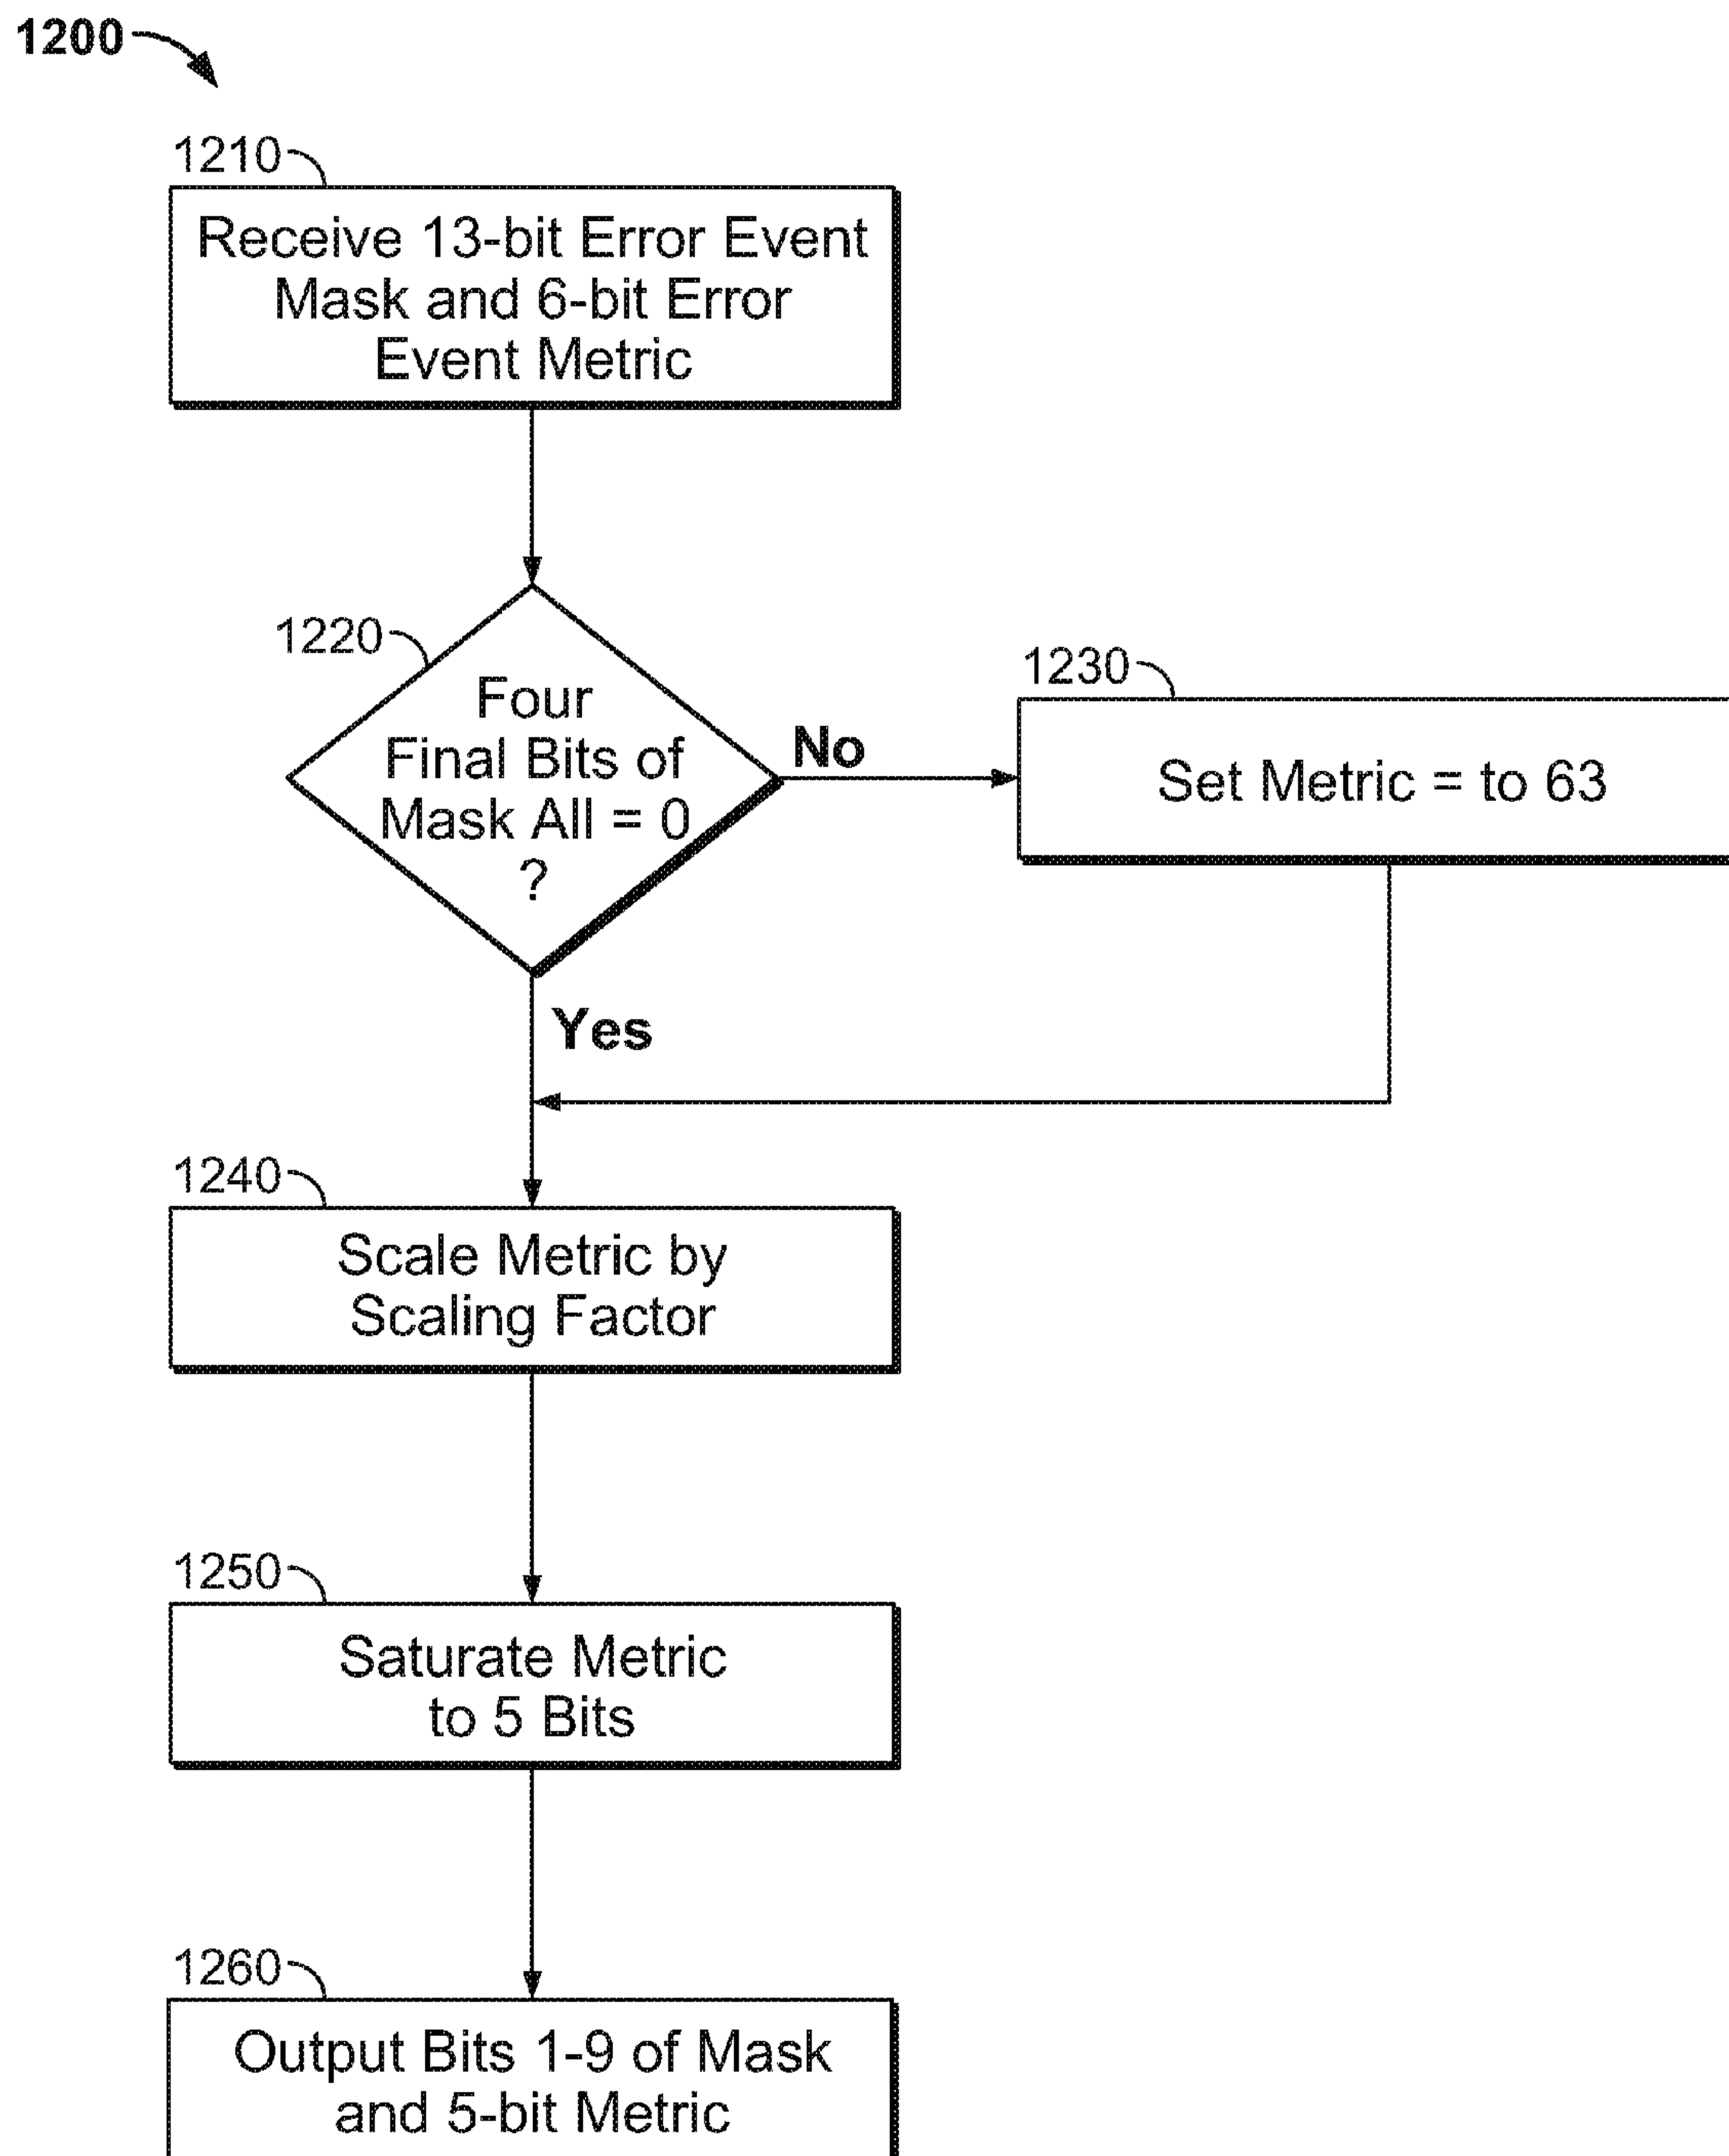 1200
1210
Receive 13-bit Error Event
Mask and 6-bit Error
Event Metric
1220
Four
Final Bits of
Mask All = 0
?
No
1230
Set Metric = to 63
Yes
1240
Scale Metric by
Scaling Factor
1250
Saturate Metric
to 5 Bits
1260
Output Bits 1-9 of Mask
and 5-bit Metric